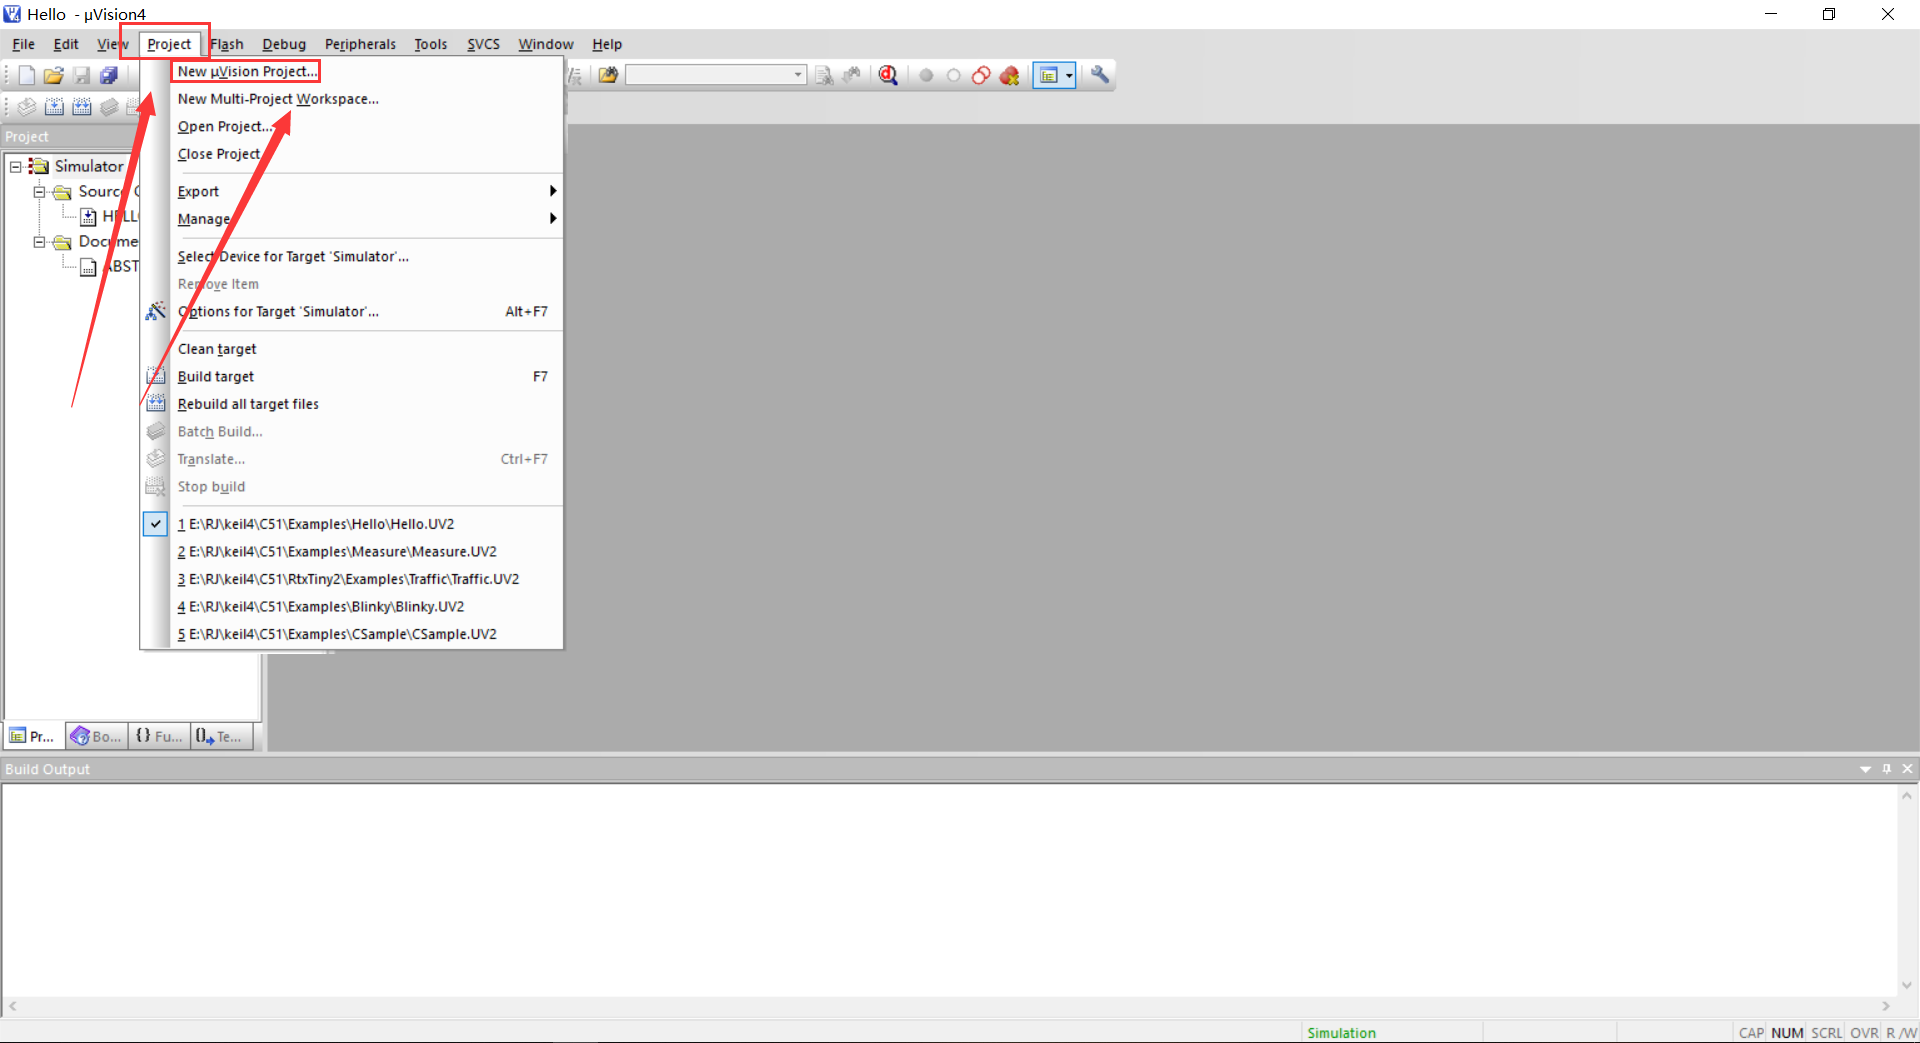 Hello - µVision4
File Edit View Project Flash Debug Peripherals Tools SVCS Window Help
New µVision Project...
New Multi-Project Workspace...
Open Project...
Close Project
Export
Manage
Select Device for Target 'Simulator'...
Remove Item
Options for Target 'Simulator'... Alt+F7
Clean target
Build target F7
Rebuild all target files
Batch Build...
Translate... Ctrl+F7
Stop build
1 E:\RJ\keil4\C51\Examples\Hello\Hello.UV2
2 E:\RJ\keil4\C51\Examples\Measure\Measure.UV2
3 E:\RJ\keil4\C51\RtxTiny2\Examples\Traffic\Traffic.UV2
4 E:\RJ\keil4\C51\Examples\Blinky\Blinky.UV2
5 E:\RJ\keil4\C51\Examples\CSample\CSample.UV2
Project
Simulator
Source
HELL
Docume
ABST
Pr... Bo... {} Fu... Te...
Build Output
Simulation CAP NUM SCRL OVR R/W